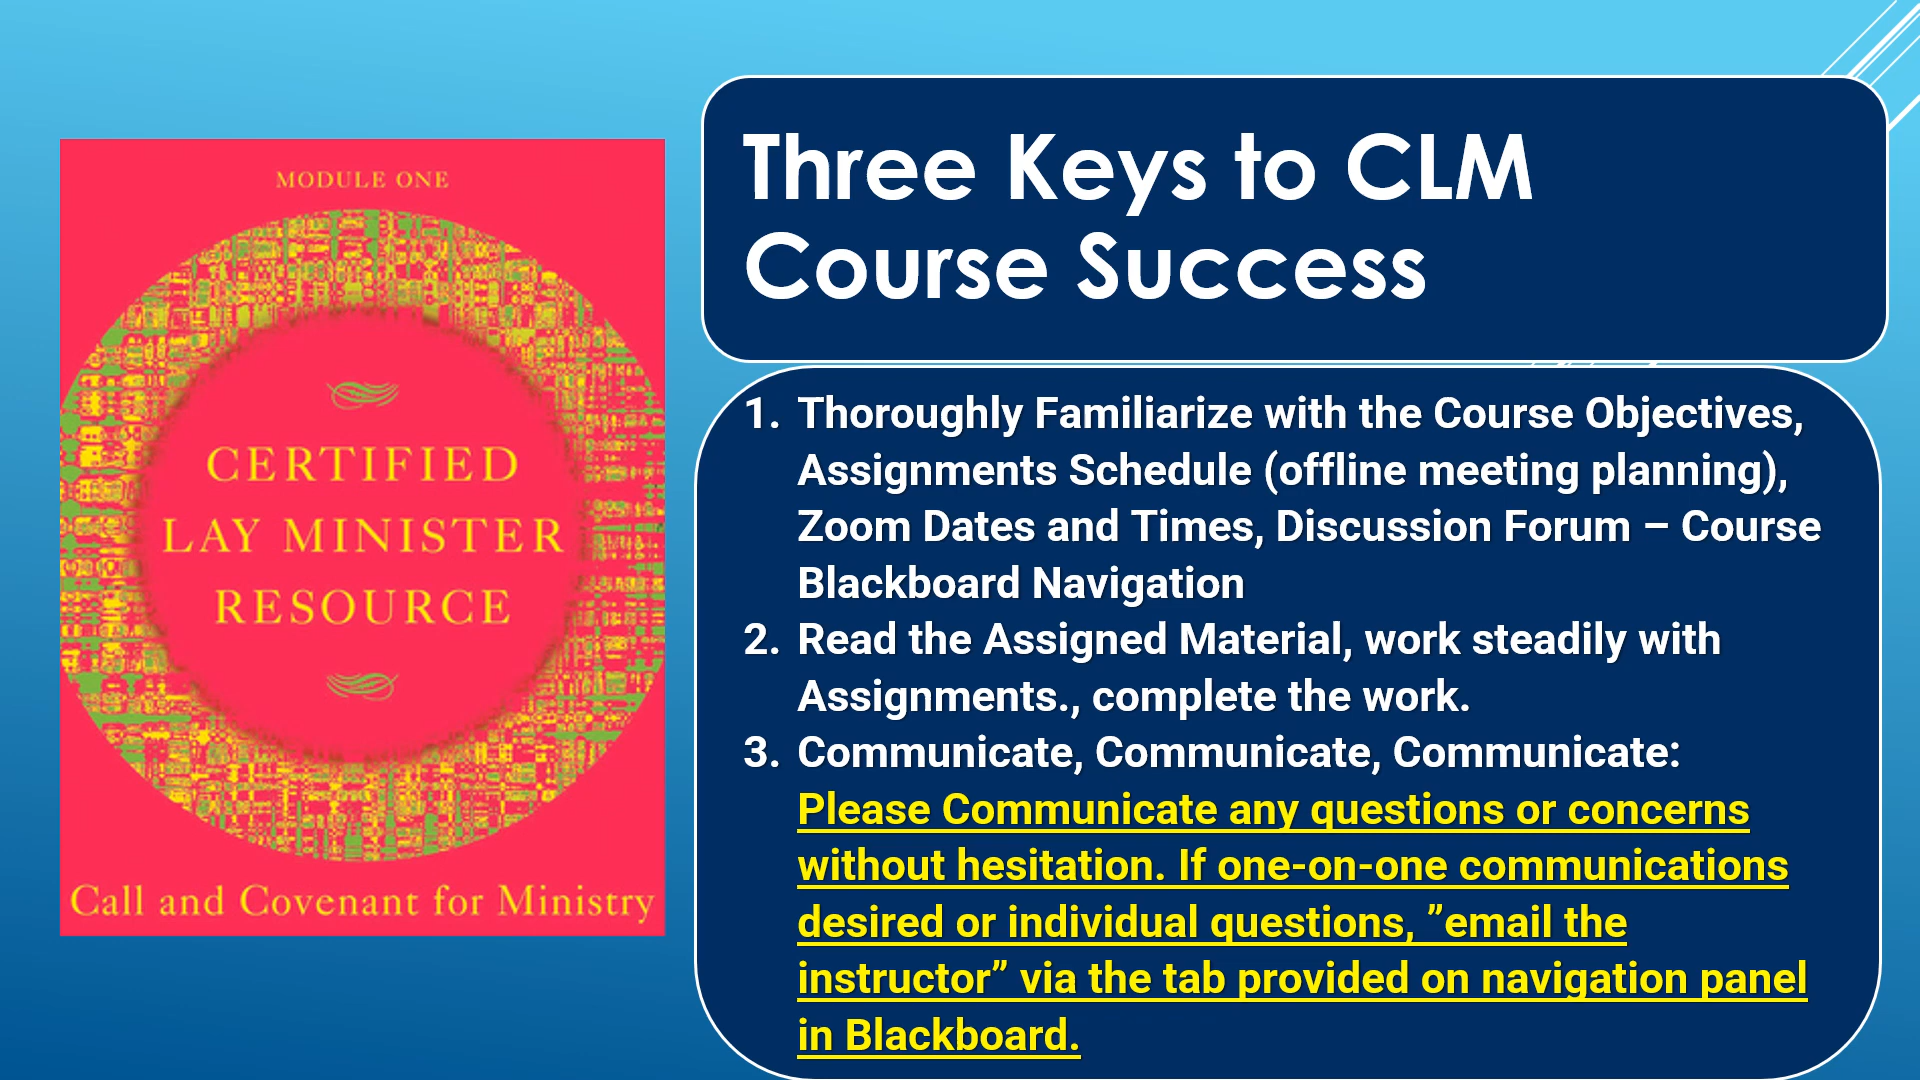 MODULE ONE
CERTIFIED
LAY MINISTER
RESOURCE
Call and Covenant for Ministry
Three Keys to CLM
Course Success
1. Thoroughly Familiarize with the Course Objectives,
Assignments Schedule (offline meeting planning),
Zoom Dates and Times, Discussion Forum – Course
Blackboard Navigation
2. Read the Assigned Material, work steadily with
Assignments., complete the work.
3. Communicate, Communicate, Communicate:
Please Communicate any questions or concerns
without hesitation. If one-on-one communications
desired or individual questions, ”email the
instructor” via the tab provided on navigation panel
in Blackboard.